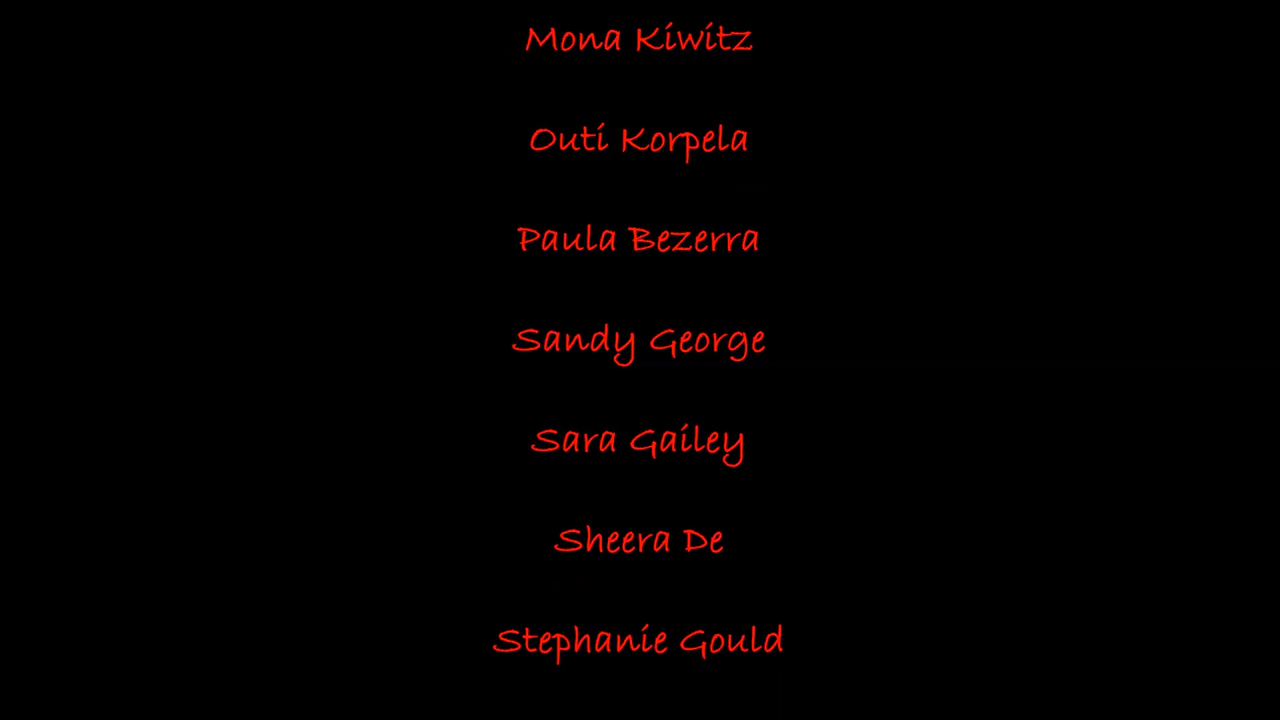 Mona Kiwitz
Outi Korpela
Paula Bezerra
Sandy George
Sara Gailey
Sheera De
Stephanie Gould